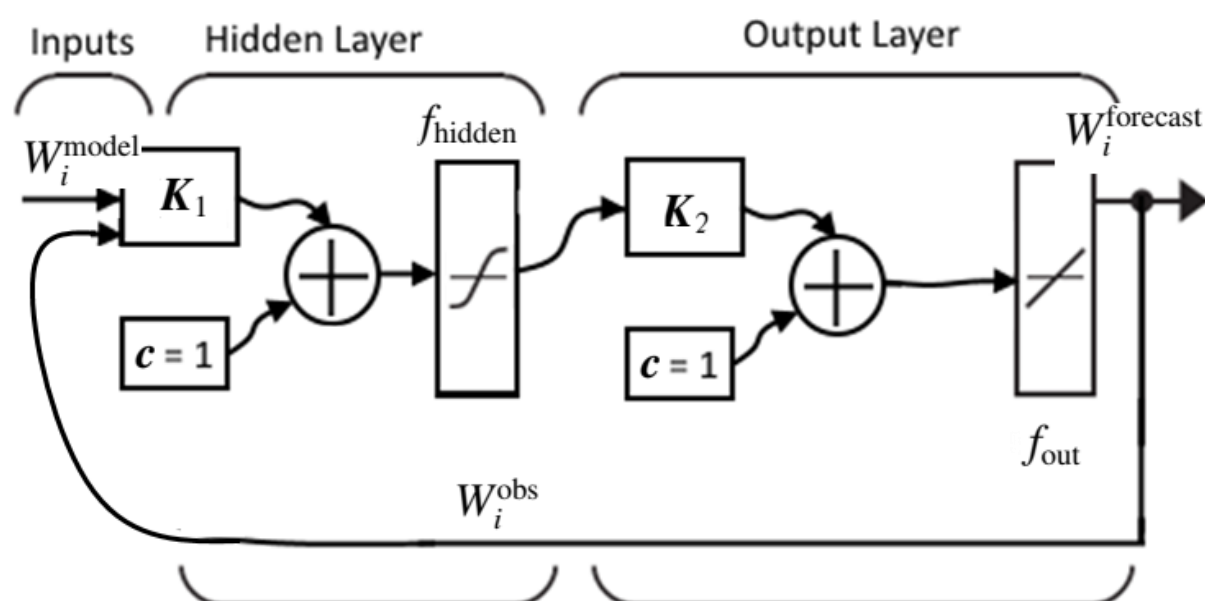 Inputs
Hidden Layer
Output Layer
W_i^model
K_1
f_hidden
K_2
W_i^forecast
c = 1
c = 1
f_out
W_i^obs